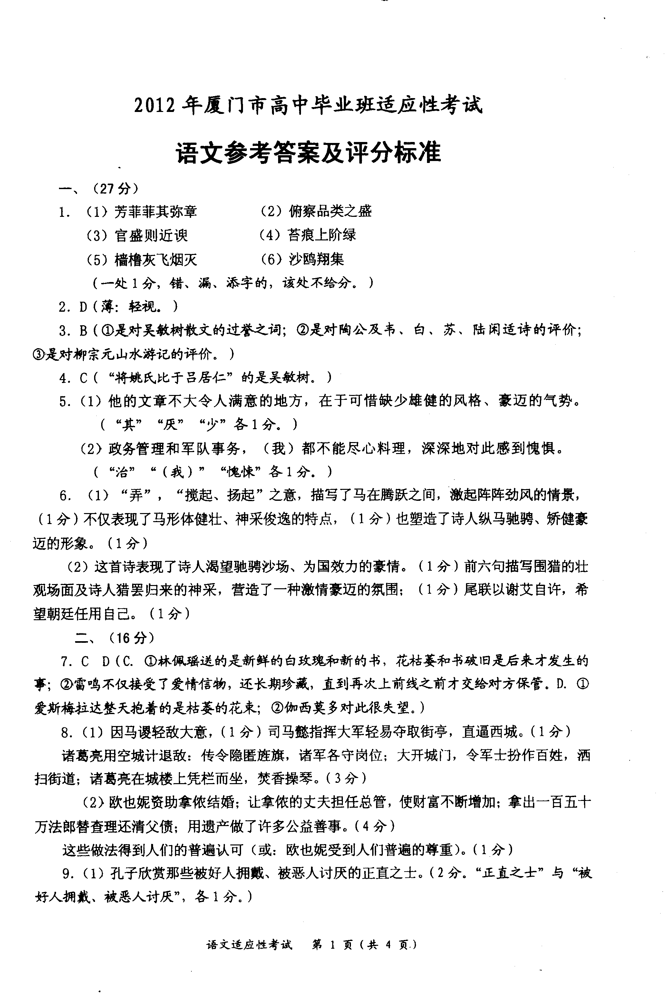 2012 年厦门市高中毕业班适应性考试
语文参考答案及评分标准
一、（27 分）
1. （1）芳菲菲其弥章 （2）俯察品类之盛
（3）官盛则近谀 （4）苔痕上阶绿
（5）樯橹灰飞烟灭 （6）沙鸥翔集
（一处 1 分，错、漏、添字的，该处不给分。）
2. D（薄：轻视。）
3. B（①是对吴敏树散文的过誉之词；②是对陶公及韦、白、苏、陆闲适诗的评价；
③是对柳宗元山水游记的评价。）
4. C（“将姚氏比于吕居仁”的是吴敏树。）
5.（1）他的文章不大令人满意的地方，在于可惜缺少雄健的风格、豪迈的气势。
（“其”“厌”“少”各 1 分。）
（2）政务管理和军队事务，（我）都不能尽心料理，深深地对此感到愧惧。
（“治”“（我）”“愧悚”各 1 分。）
6. （1）“弄”，“搅起、扬起”之意，描写了马在腾跃之间，激起阵阵劲风的情景，
（1 分）不仅表现了马形体健壮、神采俊逸的特点，（1 分）也塑造了诗人纵马驰骋、矫健豪
迈的形象。（1 分）
（2）这首诗表现了诗人渴望驰骋沙场、为国效力的豪情。（1 分）前六句描写围猎的壮
观场面及诗人猎罢归来的神采，营造了一种激情豪迈的氛围；（1 分）尾联以谢艾自许，希
望朝廷任用自己。（1 分）
二、（16 分）
7. C D（C. ①林佩瑶送的是新鲜的白玫瑰和新的书，花枯萎和书破旧是后来才发生的
事；②雷鸣不仅接受了爱情信物，还长期珍藏，直到再次上前线之前才交给对方保管。D. ①
爱斯梅拉达整天抱着的是枯萎的花束；②伽西莫多对此很失望。）
8.（1）因马谡轻敌大意，（1 分）司马懿指挥大军轻易夺取街亭，直逼西城。（1 分）
诸葛亮用空城计退敌：传令隐匿旌旗，诸军各守岗位；大开城门，令军士扮作百姓，洒
扫街道；诸葛亮在城楼上凭栏而坐，焚香操琴。（3 分）
（2）欧也妮资助拿侬结婚；让拿侬的丈夫担任总管，使财富不断增加；拿出一百五十
万法郎替查理还清父债；用遗产做了许多公益善事。（4 分）
这些做法得到人们的普遍认可（或：欧也妮受到人们普遍的尊重）。（1 分）
9.（1）孔子欣赏那些被好人拥戴、被恶人讨厌的正直之士。（2 分。“正直之士”与“被
好人拥戴、被恶人讨厌”，各 1 分。）
语文适应性考试 第 1 页（共 4 页）